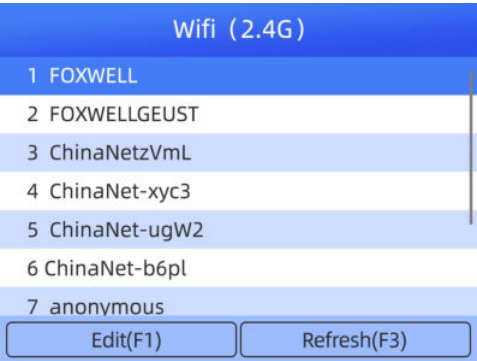 Wifi (2.4G)
1 FOXWELL
2 FOXWELLGEUST
3 ChinaNetzVmL
4 ChinaNet-xyc3
5 ChinaNet-ugW2
6 ChinaNet-b6pl
7 anonymous
Edit(F1) Refresh(F3)